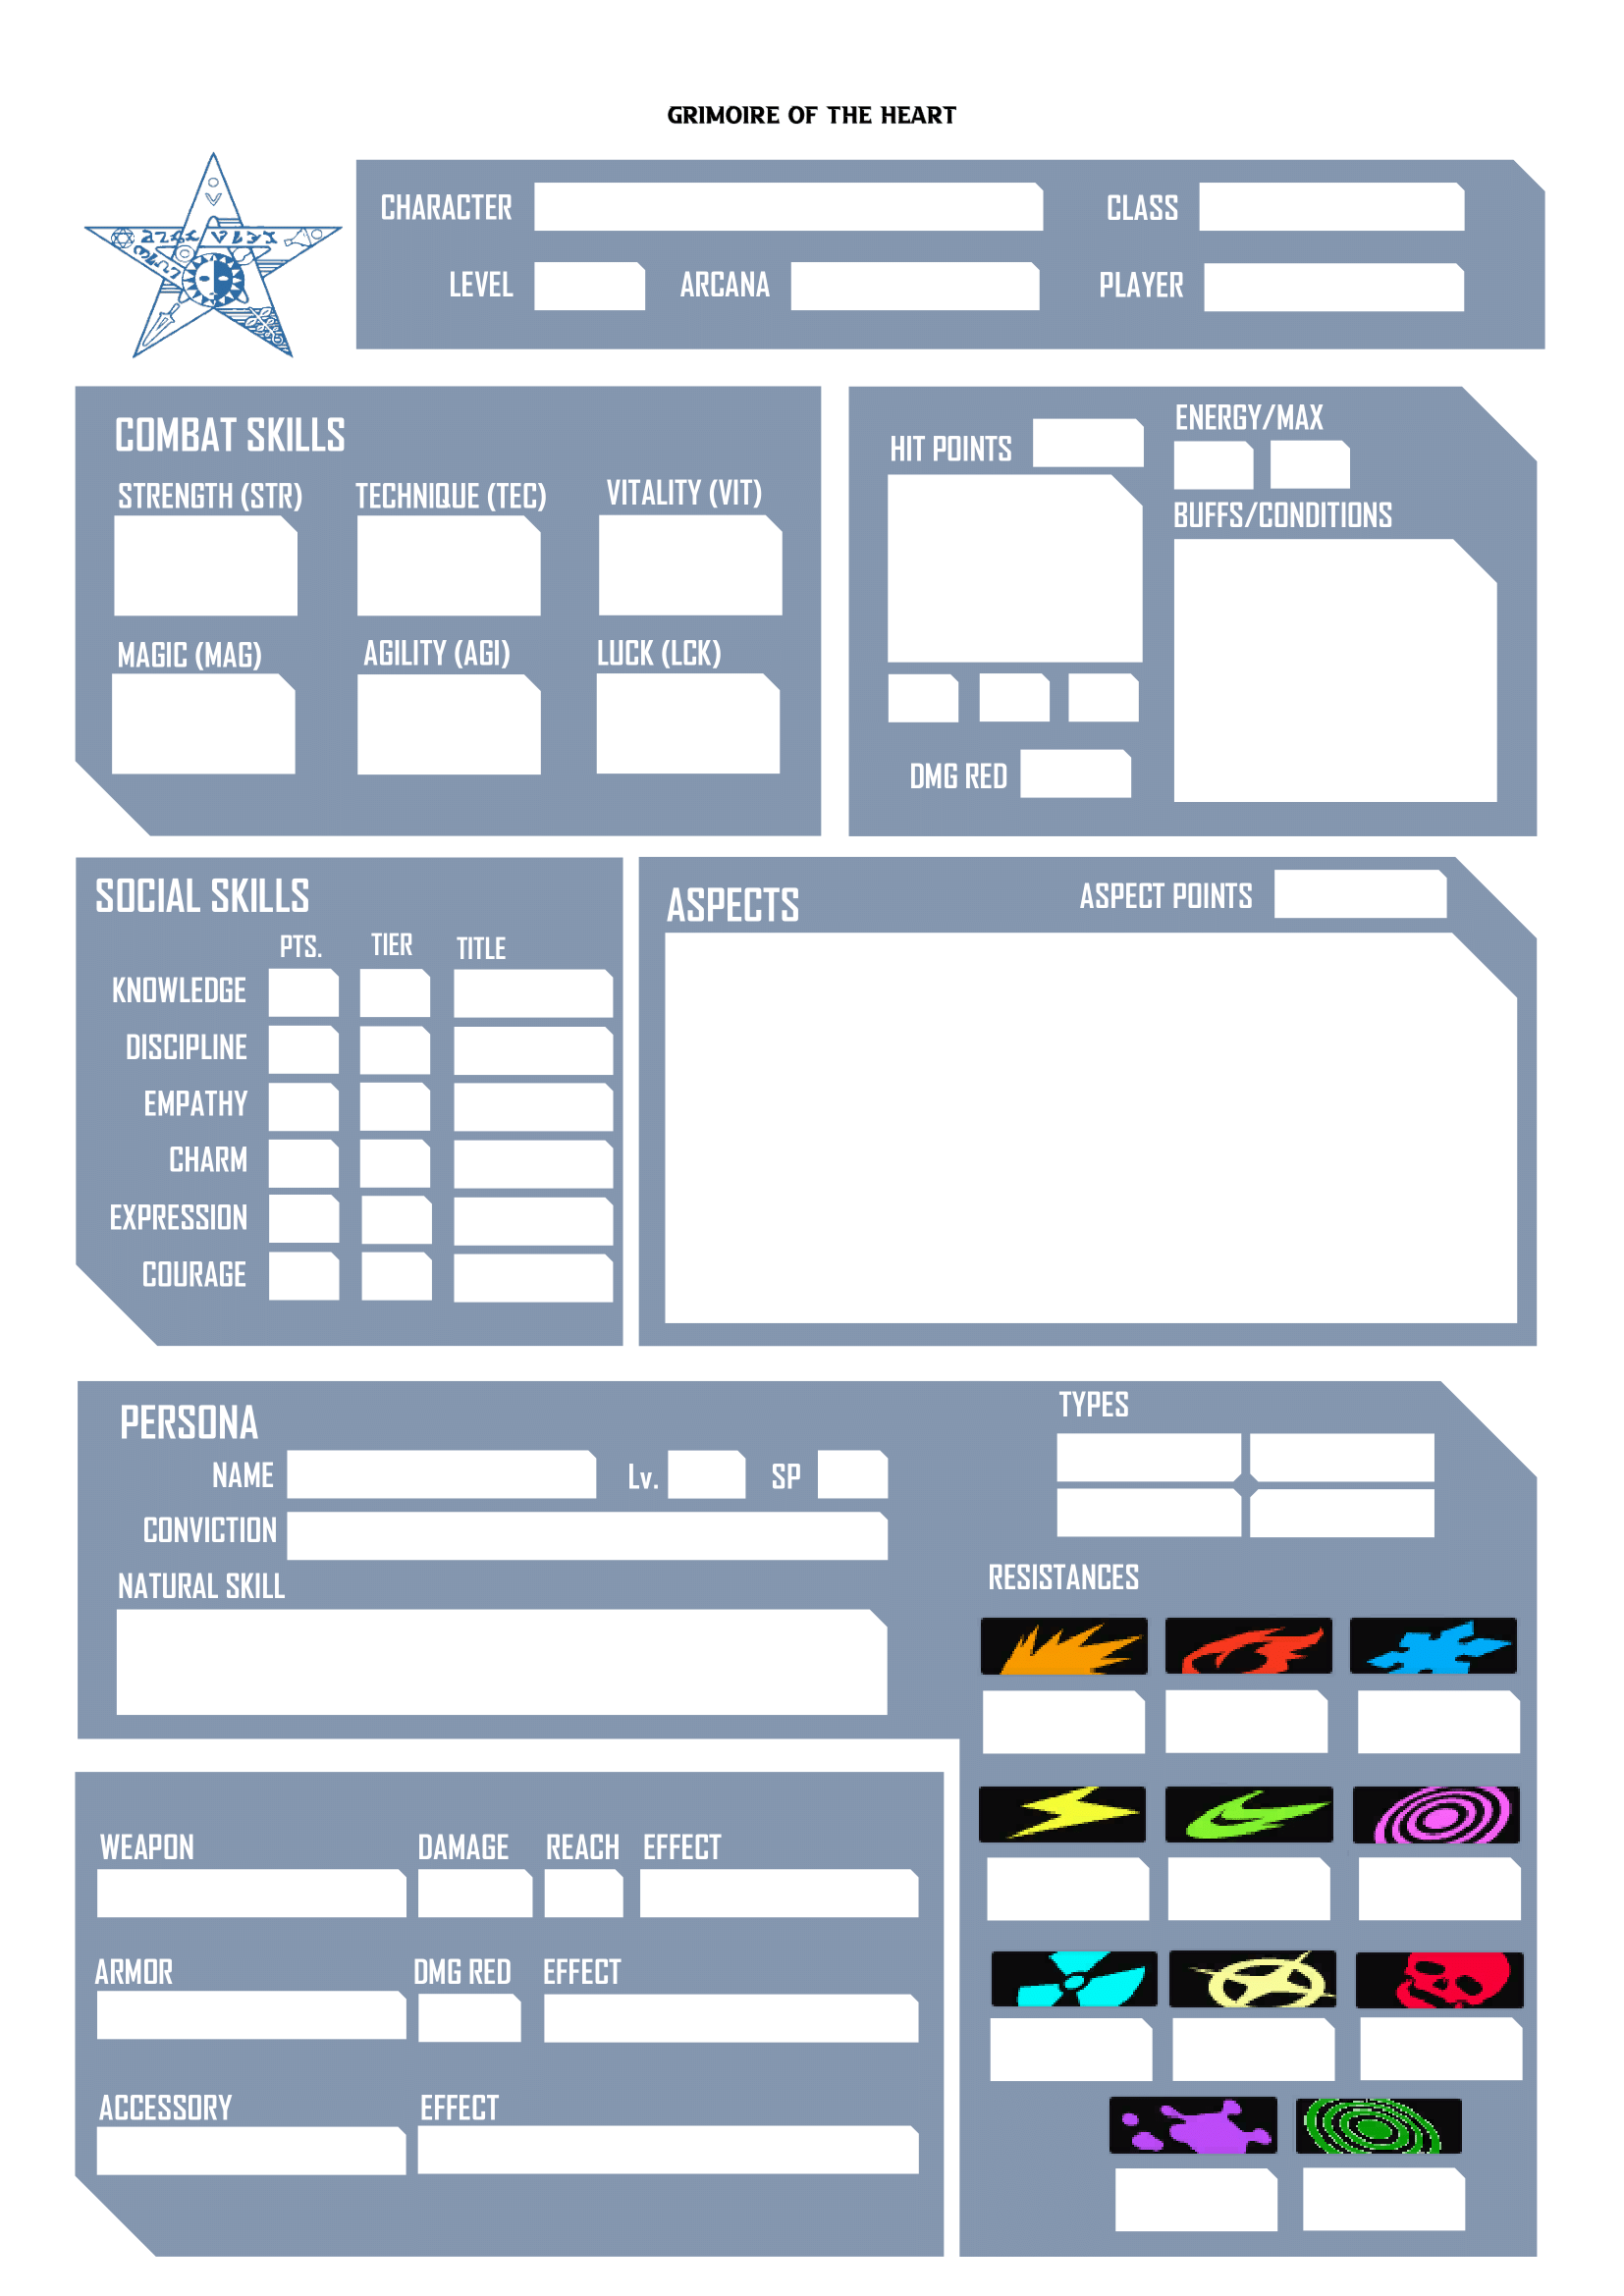 GRIMOIRE OF THE HEART
CHARACTER CLASS
LEVEL ARCANA PLAYER
COMBAT SKILLS
STRENGTH (STR) TECHNIQUE (TEC) VITALITY (VIT)
MAGIC (MAG) AGILITY (AGI) LUCK (LCK)
HIT POINTS
ENERGY/MAX
BUFFS/CONDITIONS
DMG RED
SOCIAL SKILLS
PTS. TIER TITLE
KNOWLEDGE
DISCIPLINE
EMPATHY
CHARM
EXPRESSION
COURAGE
ASPECTS ASPECT POINTS
PERSONA
NAME Lv. SP
CONVICTION
NATURAL SKILL
TYPES
RESISTANCES
WEAPON DAMAGE REACH EFFECT
ARMOR DMG RED EFFECT
ACCESSORY EFFECT